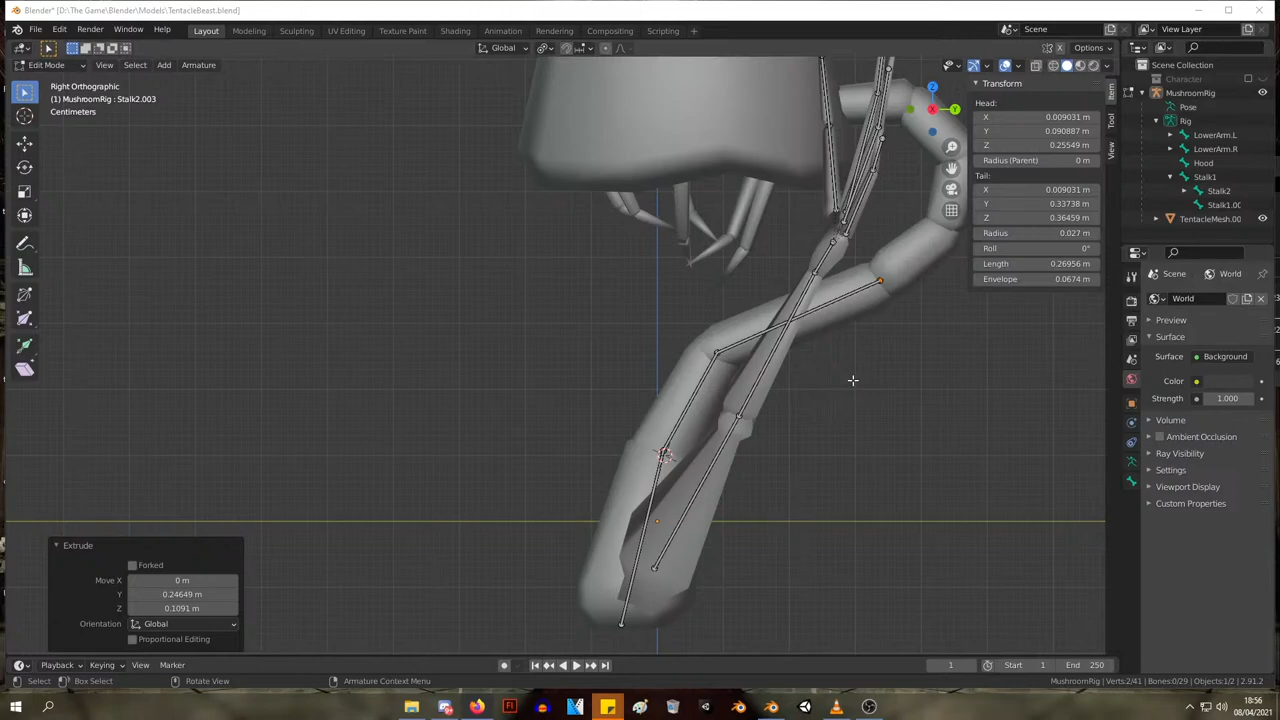 Blender* [D:\The Game\Blender\Models\TentacleBeast.blend]
File Edit Render Window Help
Layout Modeling Sculpting UV Editing Texture Paint Shading Animation Rendering Compositing Scripting +
Scene
View Layer
Global
Options
Edit Mode View Select Add Armature
Right Orthographic
(1) MushroomRig : Stalk2.003
Centimeters
Z
Y
X
Transform
Head:
X 0.009031 m
Y 0.090887 m
Z 0.25549 m
Radius (Parent) 0 m
Tail:
X 0.009031 m
Y 0.33738 m
Z 0.36459 m
Radius 0.027 m
Roll 0°
Length 0.26956 m
Envelope 0.0674 m
Item
Tool
View
Scene Collection
Character
MushroomRig
Pose
Rig
LowerArm.L
LowerArm.R
Hood
Stalk1
Stalk2
Stalk1.00
TentacleMesh.00
Scene World
World
Preview
Surface
Surface Background
Color
Strength 1.000
Volume
Ambient Occlusion
Ray Visibility
Settings
Viewport Display
Custom Properties
Extrude
Forked
Move X 0 m
Y 0.24649 m
Z 0.1091 m
Orientation Global
Proportional Editing
Playback Keying View Marker
1 Start 1 End 250
Select Box Select Rotate View Armature Context Menu
MushroomRig | Verts:2/41 | Bones:0/29 | Objects:1/2 | 2.91.2
18:56
08/04/2021